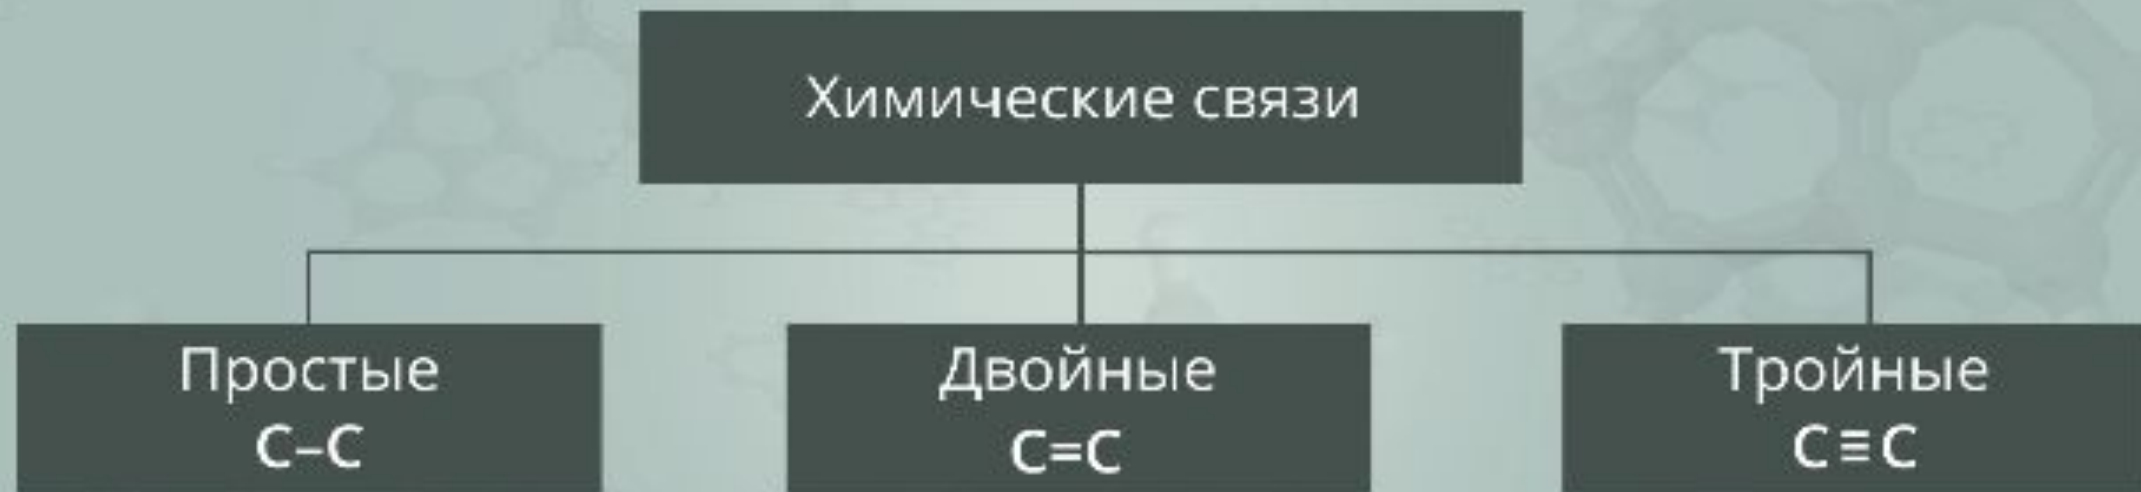 Химические связи
Простые
C–C
Двойные
C=C
Тройные
C≡C